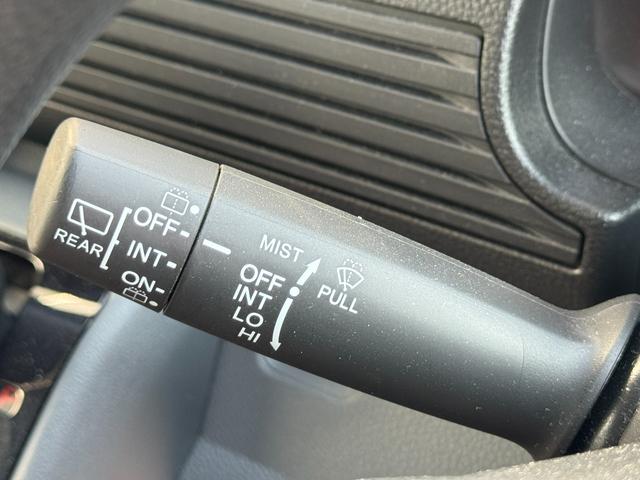 REAR
OFF
INT
ON
MIST
OFF
INT
LO
HI
PULL